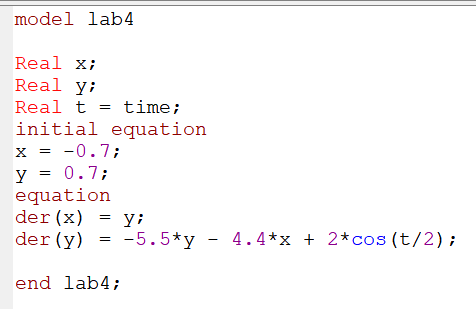 model lab4
Real x;
Real y;
Real t = time;
initial equation
x = -0.7;
y = 0.7;
equation
der(x) = y;
der(y) = -5.5*y - 4.4*x + 2*cos(t/2);
end lab4;